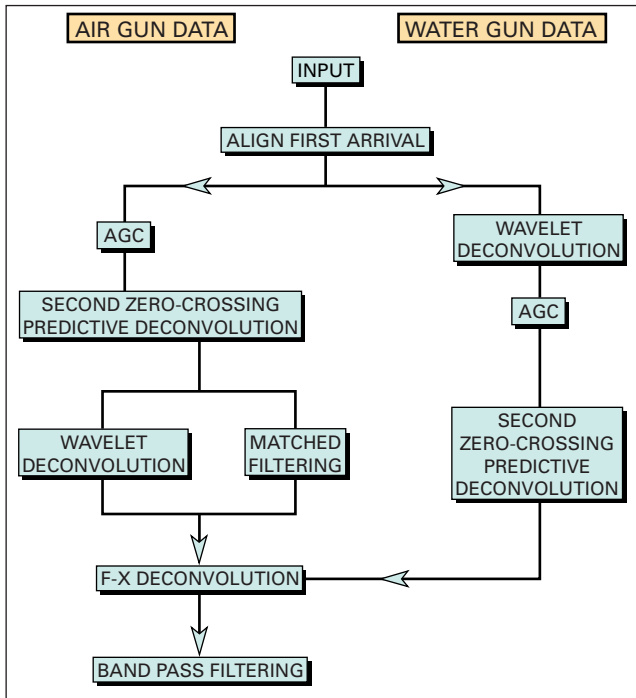 AIR GUN DATA
WATER GUN DATA
INPUT
ALIGN FIRST ARRIVAL
AGC
WAVELET
DECONVOLUTION
SECOND ZERO-CROSSING
PREDICTIVE DECONVOLUTION
AGC
WAVELET
DECONVOLUTION
MATCHED
FILTERING
SECOND
ZERO-CROSSING
PREDICTIVE
DECONVOLUTION
F-X DECONVOLUTION
BAND PASS FILTERING